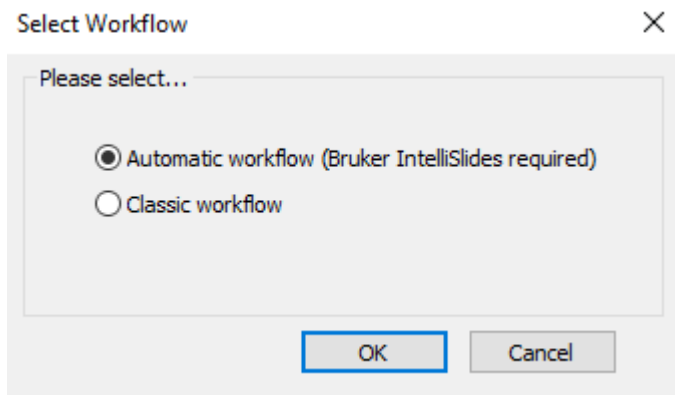 Select Workflow
Please select...
Automatic workflow (Bruker IntelliSlides required)
Classic workflow
OK
Cancel